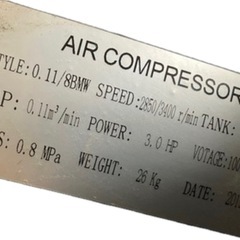 AIR COMPRESSOR
TYLE: 0.11/8BMW SPEED: 2850/3400 r/min TANK:
P: 0.11m³/min POWER: 3.0 HP VOTAGE:
S: 0.8 MPa WEIGHT: 26 Kg DATE: